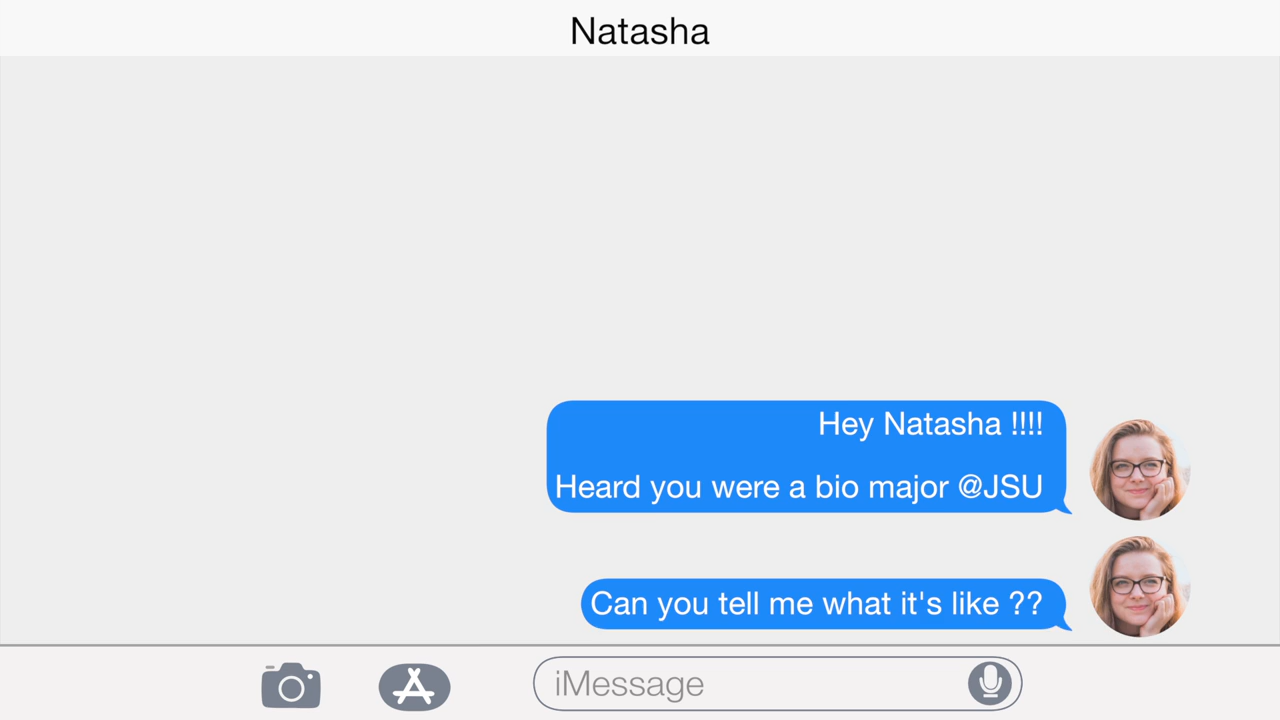 Natasha
Hey Natasha !!!!
Heard you were a bio major @JSU
Can you tell me what it's like ??
iMessage